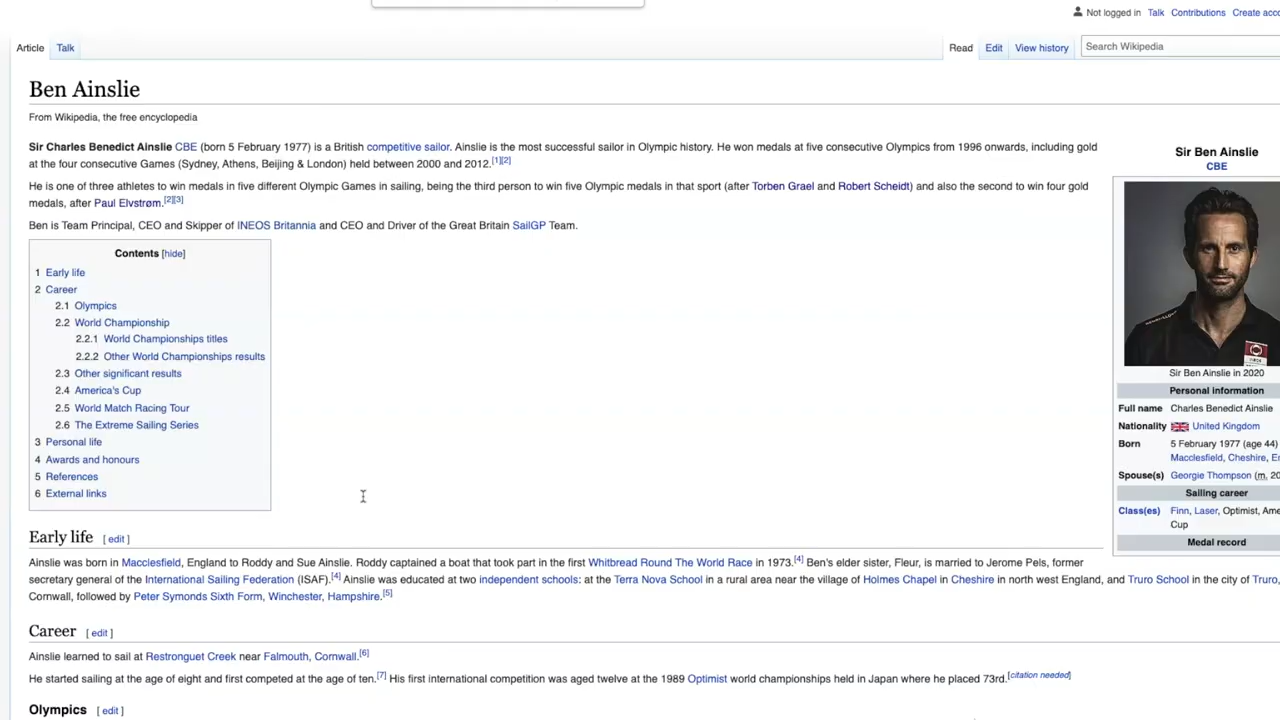 Not logged in Talk Contributions Create acc
Article Talk Read Edit View history Search Wikipedia
Ben Ainslie
From Wikipedia, the free encyclopedia
Sir Charles Benedict Ainslie CBE (born 5 February 1977) is a British competitive sailor. Ainslie is the most successful sailor in Olympic history. He won medals at five consecutive Olympics from 1996 onwards, including gold
at the four consecutive Games (Sydney, Athens, Beijing & London) held between 2000 and 2012.[1][2]
He is one of three athletes to win medals in five different Olympic Games in sailing, being the third person to win five Olympic medals in that sport (after Torben Grael and Robert Scheidt) and also the second to win four gold
medals, after Paul Elvstrøm.[2][3]
Ben is Team Principal, CEO and Skipper of INEOS Britannia and CEO and Driver of the Great Britain SailGP Team.
Contents [hide]
1 Early life
2 Career
2.1 Olympics
2.2 World Championship
2.2.1 World Championships titles
2.2.2 Other World Championships results
2.3 Other significant results
2.4 America's Cup
2.5 World Match Racing Tour
2.6 The Extreme Sailing Series
3 Personal life
4 Awards and honours
5 References
6 External links
Sir Ben Ainslie
CBE
Sir Ben Ainslie in 2020
Personal information
Full name Charles Benedict Ainslie
Nationality United Kingdom
Born 5 February 1977 (age 44)
Macclesfield, Cheshire, E
Spouse(s) Georgie Thompson (m. 20
Sailing career
Class(es) Finn, Laser, Optimist, Ame
Cup
Medal record
Early life [ edit ]
Ainslie was born in Macclesfield, England to Roddy and Sue Ainslie. Roddy captained a boat that took part in the first Whitbread Round The World Race in 1973.[4] Ben's elder sister, Fleur, is married to Jerome Pels, former
secretary general of the International Sailing Federation (ISAF).[4] Ainslie was educated at two independent schools: at the Terra Nova School in a rural area near the village of Holmes Chapel in Cheshire in north west England, and Truro School in the city of Truro,
Cornwall, followed by Peter Symonds Sixth Form, Winchester, Hampshire.[5]
Career [ edit ]
Ainslie learned to sail at Restronguet Creek near Falmouth, Cornwall.[6]
He started sailing at the age of eight and first competed at the age of ten.[7] His first international competition was aged twelve at the 1989 Optimist world championships held in Japan where he placed 73rd.[citation needed]
Olympics [ edit ]